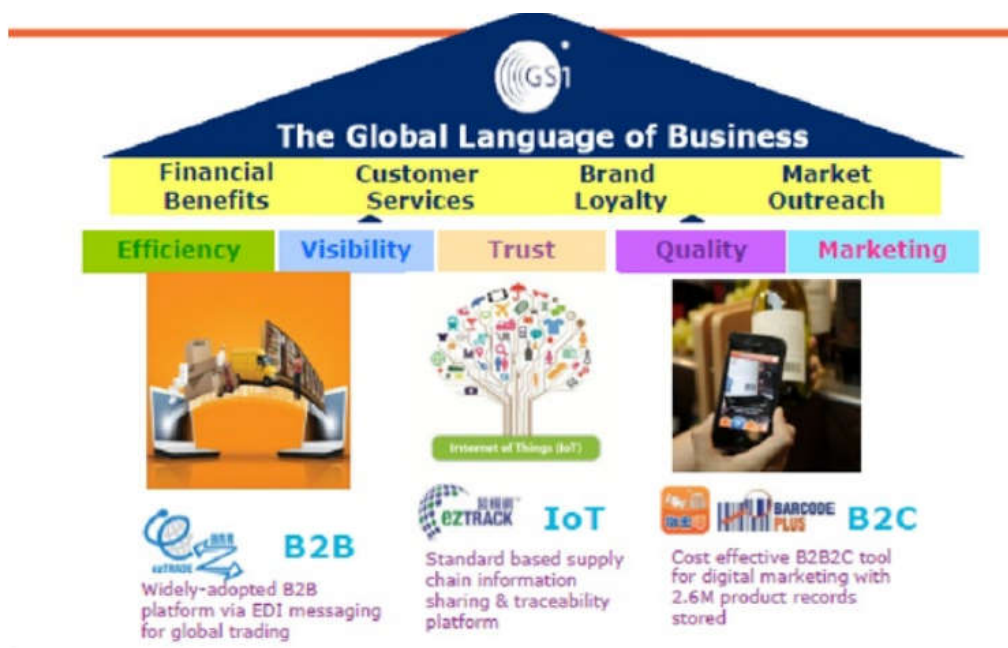 GS1
The Global Language of Business
Financial Benefits
Customer Services
Brand Loyalty
Market Outreach
Efficiency
Visibility
Trust
Quality
Marketing
Internet of Things (IoT)
ezTRADE
B2B
Widely-adopted B2B
platform via EDI messaging
for global trading
ezTRACK™
IoT
Standard based supply
chain information
sharing & traceability
platform
BARCODE
PLUS
B2C
Cost effective B2B2C tool
for digital marketing with
2.6M product records
stored